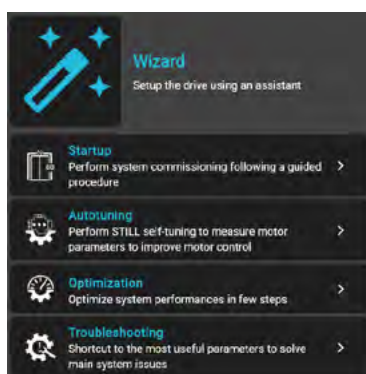 Wizard
Setup the drive using an assistant
Startup
Perform system commissioning following a guided
procedure
Autotuning
Perform STILL self-tuning to measure motor
parameters to improve motor control
Optimization
Optimize system performances in few steps
Troubleshooting
Shortcut to the most useful parameters to solve
main system issues